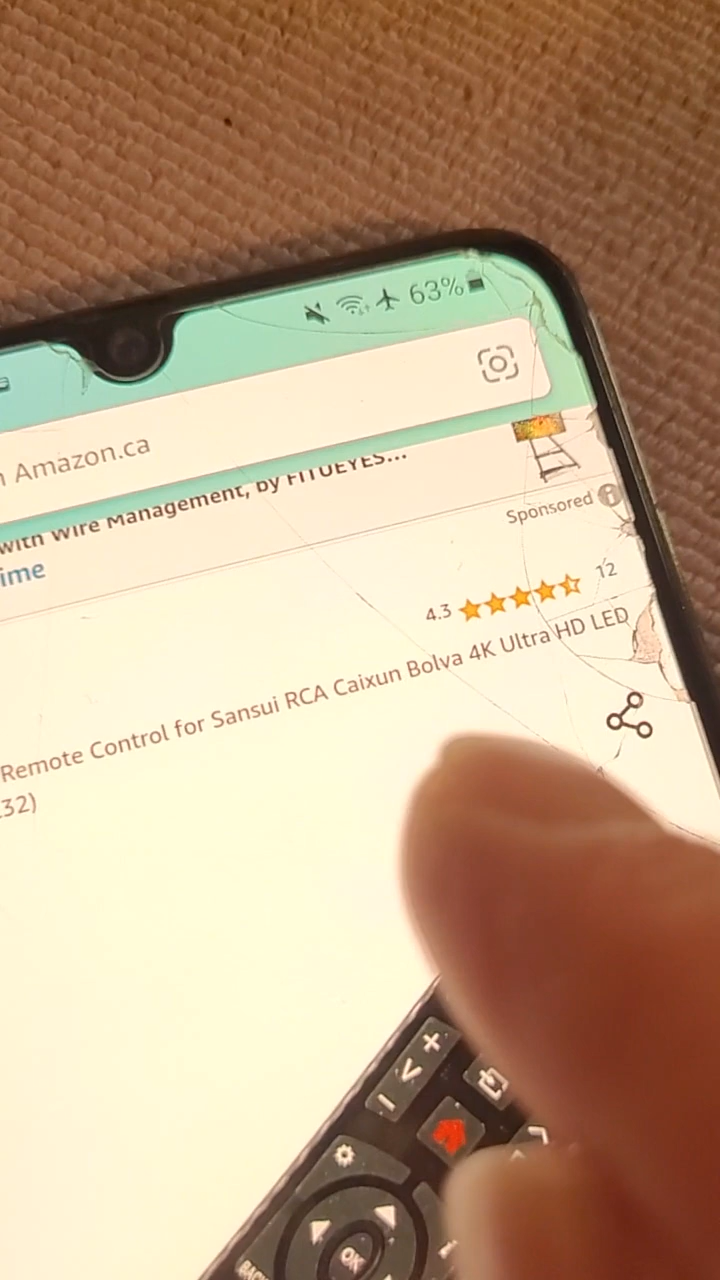 63%
n Amazon.ca
with Wire Management, by FITUEYES...
ime
Sponsored
4.3 12
Remote Control for Sansui RCA Caixun Bolva 4K Ultra HD LED
32)
+
V
—
OK
BACK